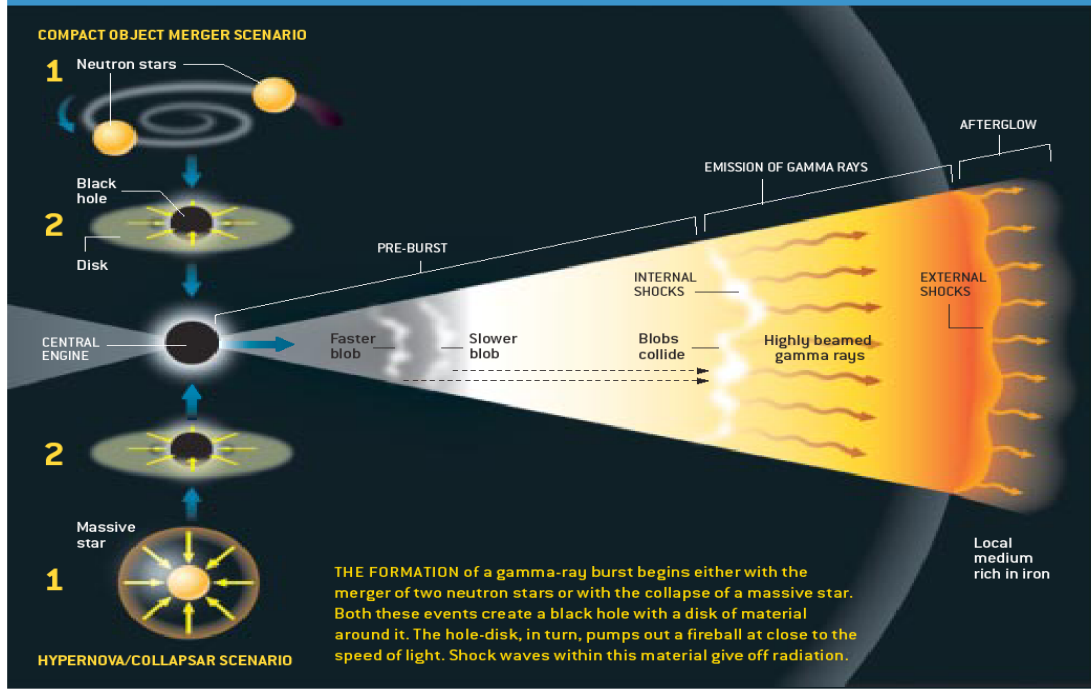 COMPACT OBJECT MERGER SCENARIO
1
Neutron stars
Black
hole
2
Disk
CENTRAL
ENGINE
2
Massive
star
1
HYPERNOVA/COLLAPSAR SCENARIO
PRE-BURST
Faster
blob
Slower
blob
EMISSION OF GAMMA RAYS
INTERNAL
SHOCKS
Blobs
collide
Highly beamed
gamma rays
AFTERGLOW
EXTERNAL
SHOCKS
Local
medium
rich in iron
THE FORMATION of a gamma-ray burst begins either with the
merger of two neutron stars or with the collapse of a massive star.
Both these events create a black hole with a disk of material
around it. The hole-disk, in turn, pumps out a fireball at close to the
speed of light. Shock waves within this material give off radiation.